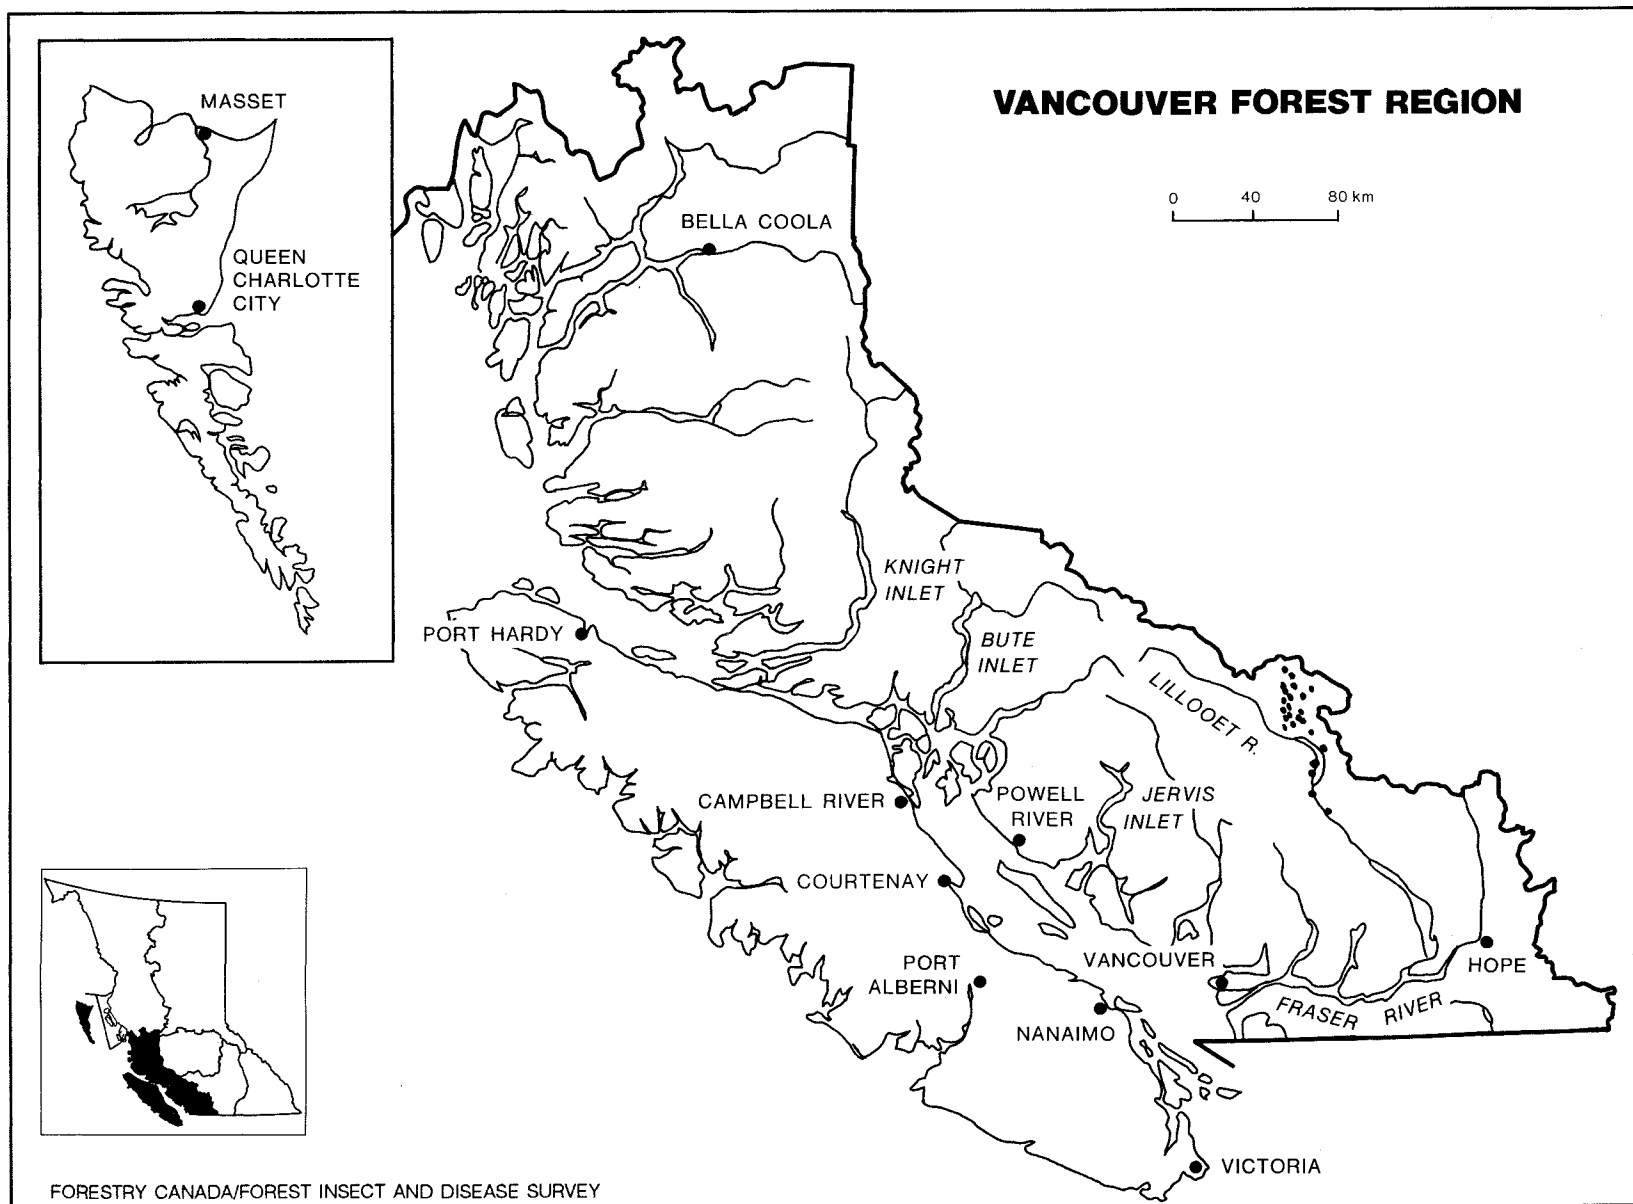 VANCOUVER FOREST REGION
0 40 80 km
MASSET
QUEEN
CHARLOTTE
CITY
BELLA COOLA
KNIGHT
INLET
PORT HARDY
BUTE
INLET
LILLOOET R.
CAMPBELL RIVER
POWELL
RIVER
JERVIS
INLET
COURTENAY
PORT
ALBERNI
VANCOUVER
HOPE
FRASER RIVER
NANAIMO
VICTORIA
FORESTRY CANADA/FOREST INSECT AND DISEASE SURVEY